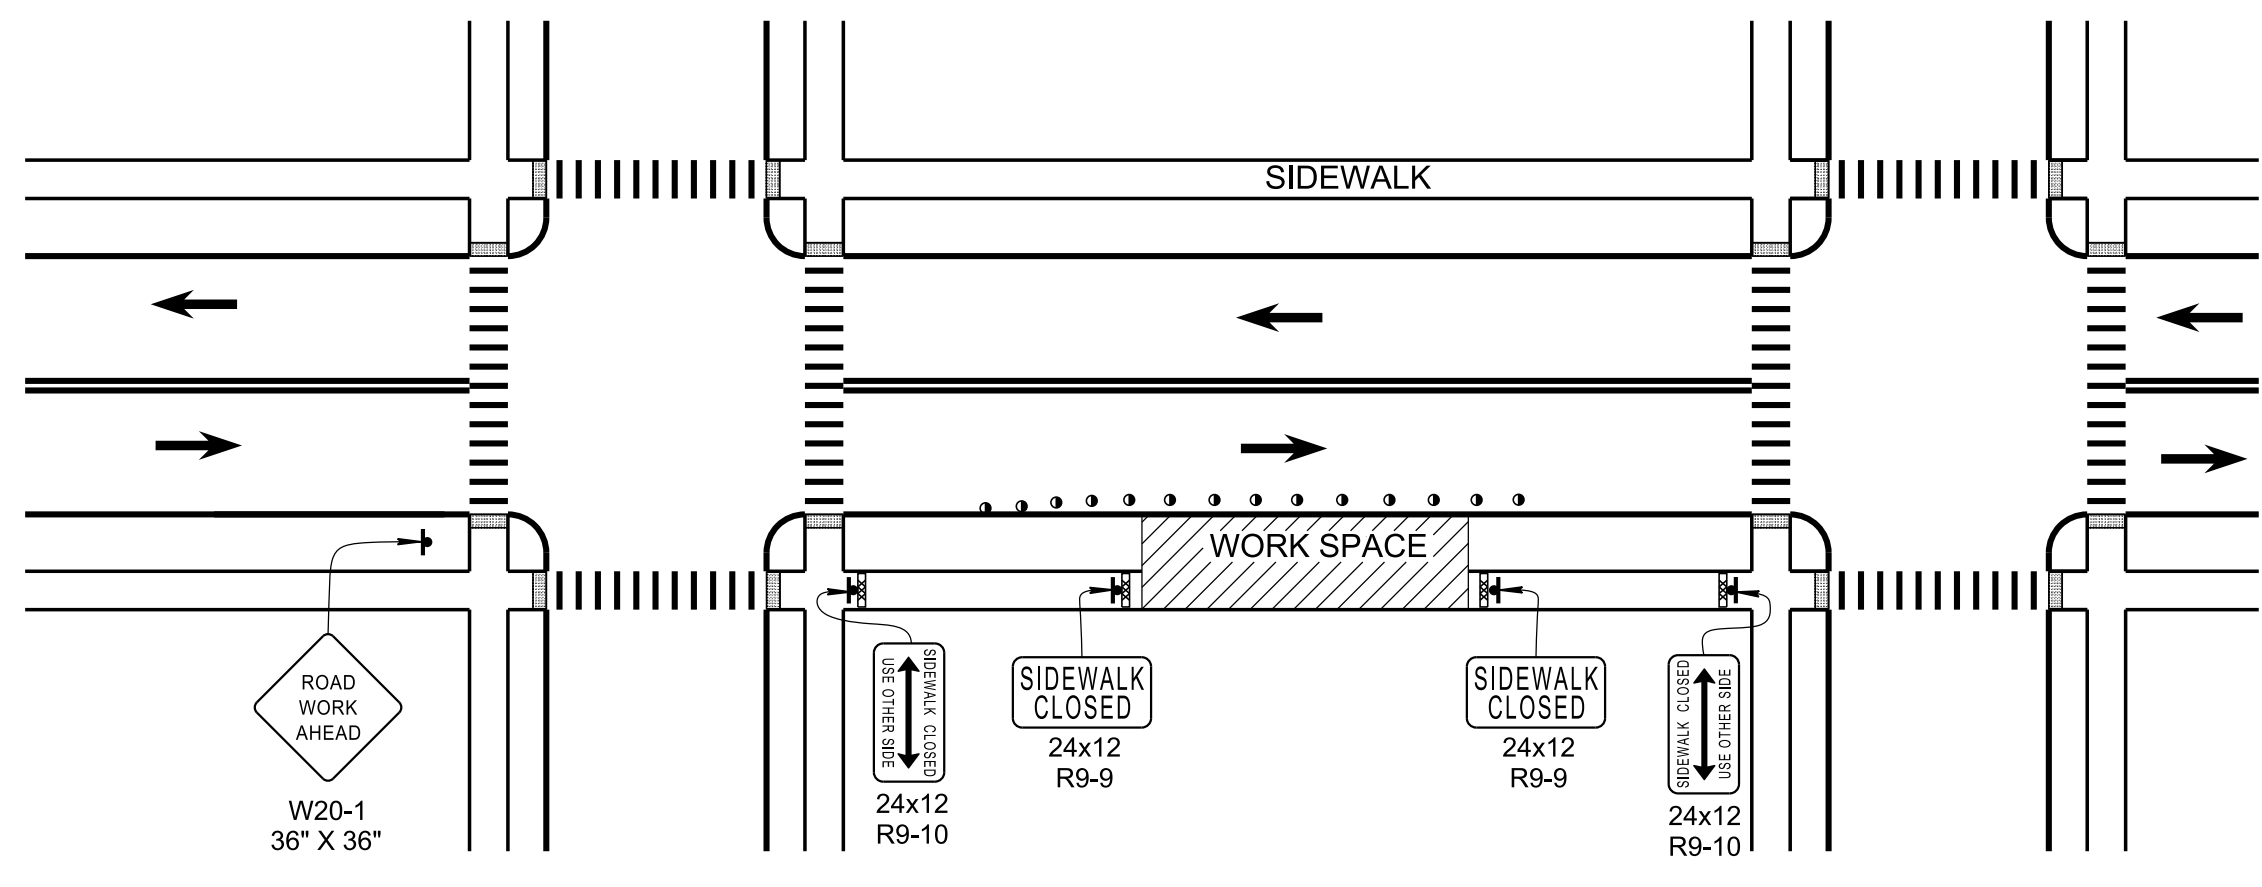 SIDEWALK
WORK SPACE
ROAD
WORK
AHEAD
W20-1
36" X 36"
SIDEWALK CLOSED
USE OTHER SIDE
24x12
R9-10
SIDEWALK
CLOSED
24x12
R9-9
SIDEWALK
CLOSED
24x12
R9-9
SIDEWALK CLOSED
USE OTHER SIDE
24x12
R9-10